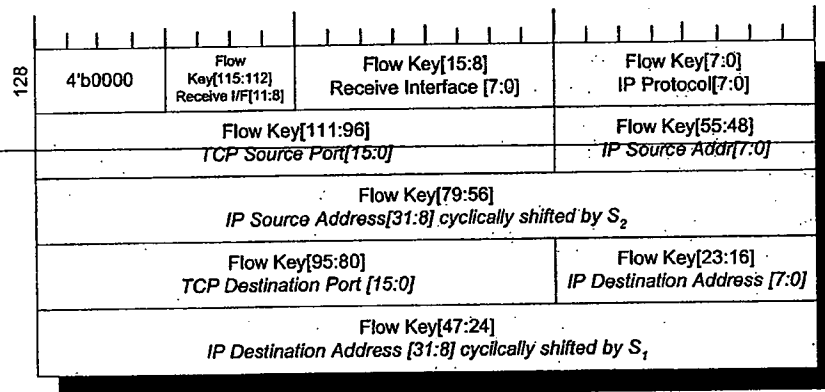 128
4'b0000
Flow
Key[115:112]
Receive I/F[11:8]
Flow Key[15:8]
Receive Interface [7:0]
Flow Key[7:0]
IP Protocol[7:0]
Flow Key[111:96]
TCP Source Port[15:0]
Flow Key[55:48]
IP Source Addr[7:0]
Flow Key[79:56]
IP Source Address[31:8] cyclically shifted by S2
Flow Key[95:80]
TCP Destination Port [15:0]
Flow Key[23:16]
IP Destination Address [7:0]
Flow Key[47:24]
IP Destination Address [31:8] cyclically shifted by S1